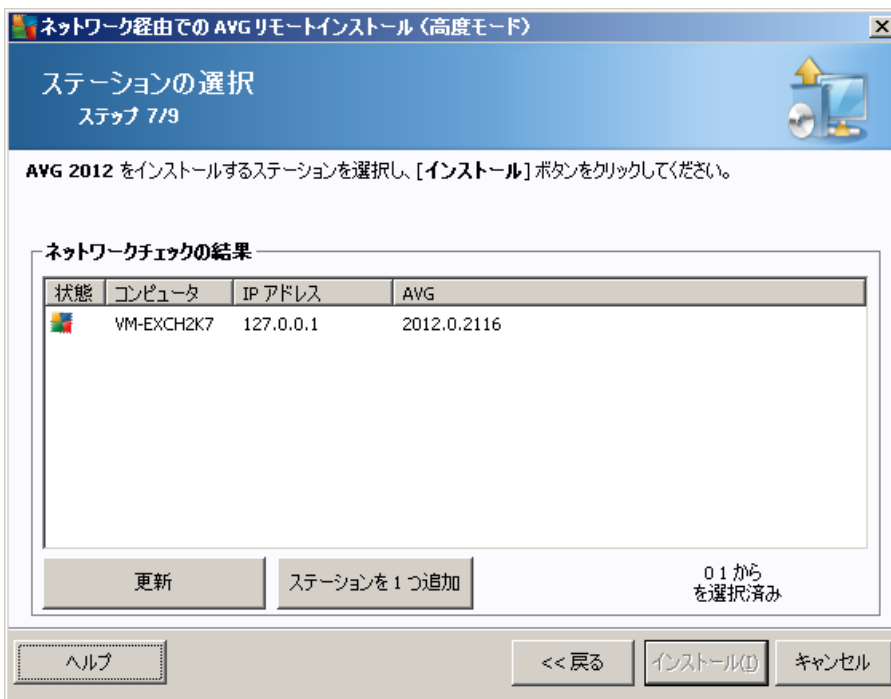 ネットワーク経由での AVG リモートインストール（高度モード）
ステーションの選択
ステップ 7/9
AVG 2012 をインストールするステーションを選択し、[インストール] ボタンをクリックしてください。
ネットワークチェックの結果
状態 コンピュータ IP アドレス AVG
VM-EXCH2K7 127.0.0.1 2012.0.2116
更新 ステーションを 1 つ追加 0 1 から
を選択済み
ヘルプ << 戻る インストール(I) キャンセル